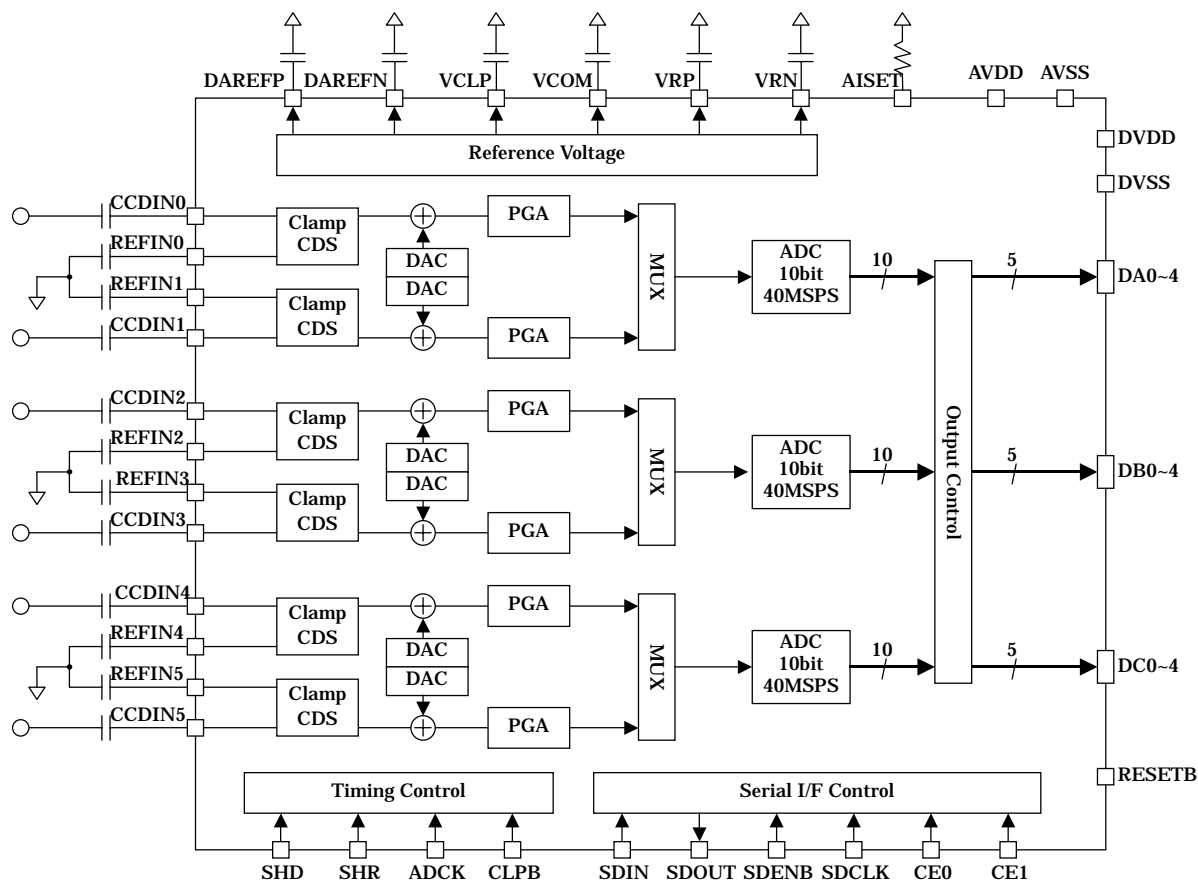 DAREFP DAREFN VCLP VCOM VRP VRN AISET AVDD AVSS
DVDD
Reference Voltage
DVSS
CCDIN0
Clamp
CDS
PGA
REFIN0
DAC
MUX
ADC
10bit
40MSPS
10
5
DA0~4
REFIN1
DAC
Clamp
CDS
CCDIN1
PGA
CCDIN2
Clamp
CDS
PGA
REFIN2
DAC
MUX
ADC
10bit
40MSPS
10
Output Control
5
DB0~4
REFIN3
DAC
Clamp
CDS
CCDIN3
PGA
CCDIN4
Clamp
CDS
PGA
REFIN4
DAC
MUX
ADC
10bit
40MSPS
10
5
DC0~4
REFIN5
DAC
Clamp
CDS
CCDIN5
PGA
RESETB
Timing Control
Serial I/F Control
SHD SHR ADCK CLPB SDIN SDOUT SDENB SDCLK CE0 CE1